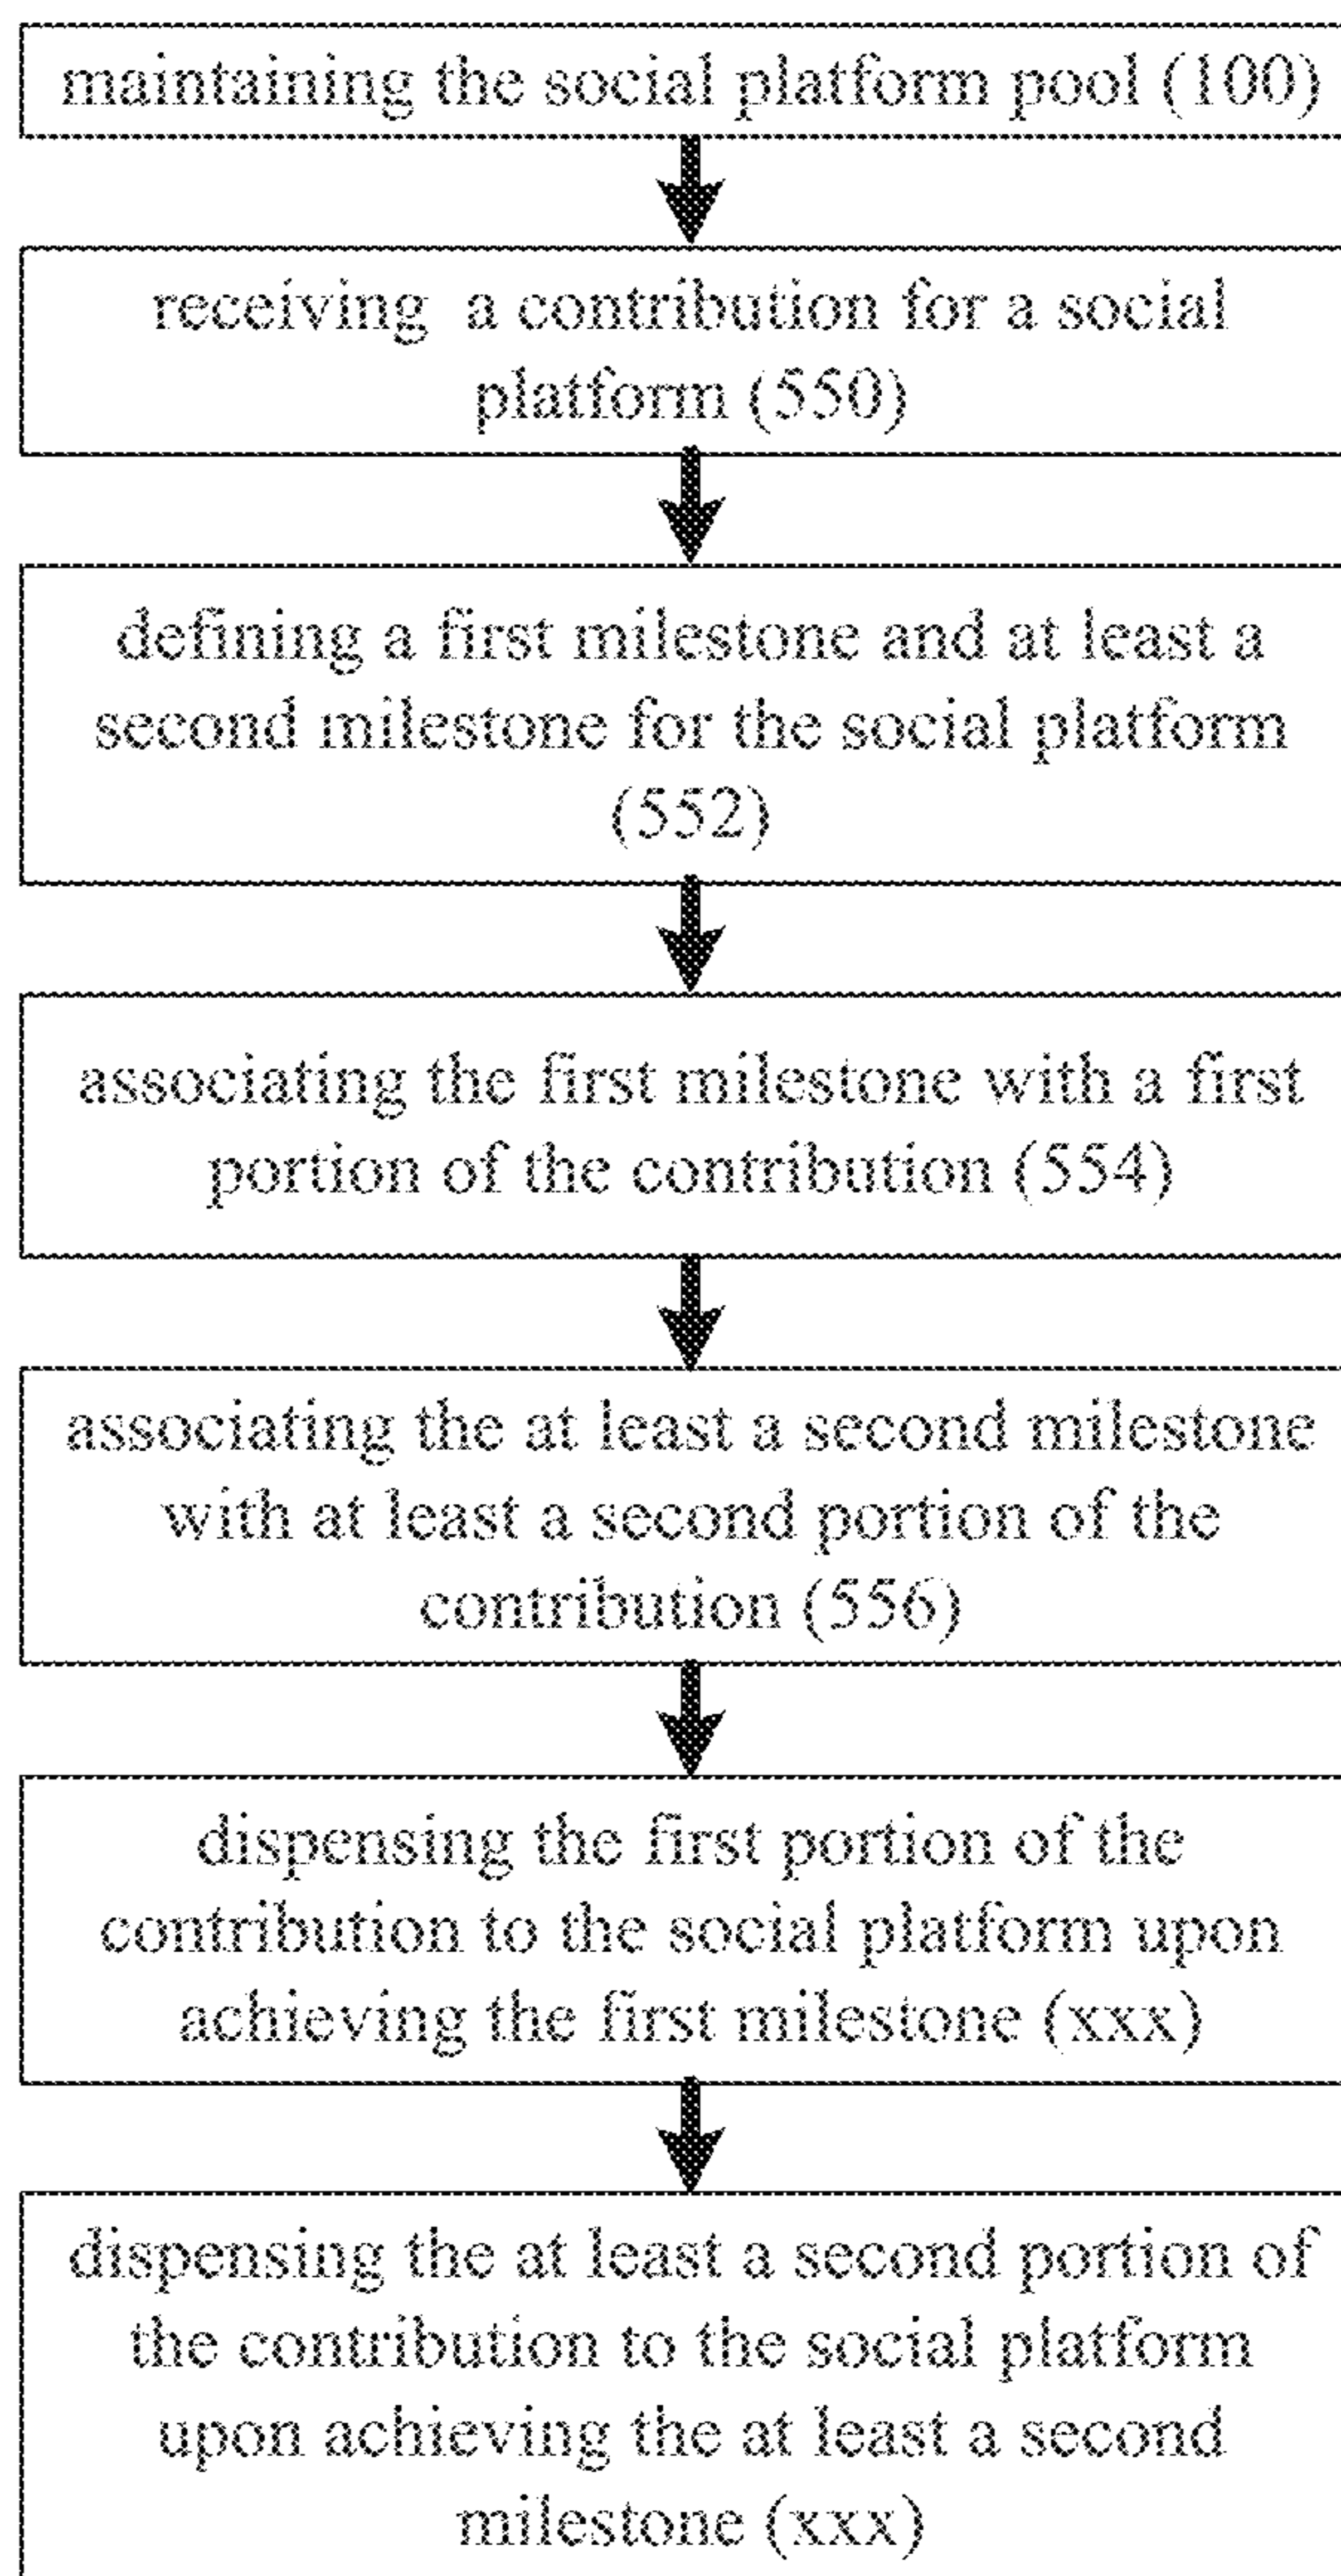 maintaining the social platform pool (100)
receiving a contribution for a social
platform (550)
defining a first milestone and at least a
second milestone for the social platform
(552)
associating the first milestone with a first
portion of the contribution (554)
associating the at least a second milestone
with at least a second portion of the
contribution (556)
dispensing the first portion of the
contribution to the social platform upon
achieving the first milestone (xxx)
dispensing the at least a second portion of
the contribution to the social platform
upon achieving the at least a second
milestone (xxx)